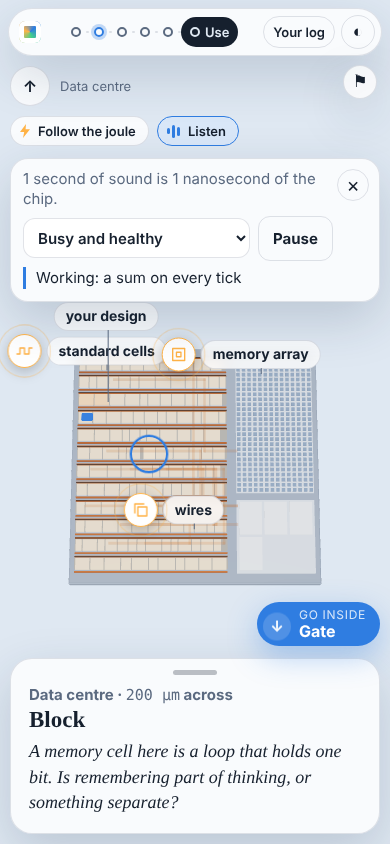 Use
Your log
Data centre
Follow the joule
Listen
1 second of sound is 1 nanosecond of the
chip.
Busy and healthy
Pause
Working: a sum on every tick
your design
standard cells
memory array
wires
GO INSIDE
Gate
Data centre · 200 µm across
Block
A memory cell here is a loop that holds one
bit. Is remembering part of thinking, or
something separate?